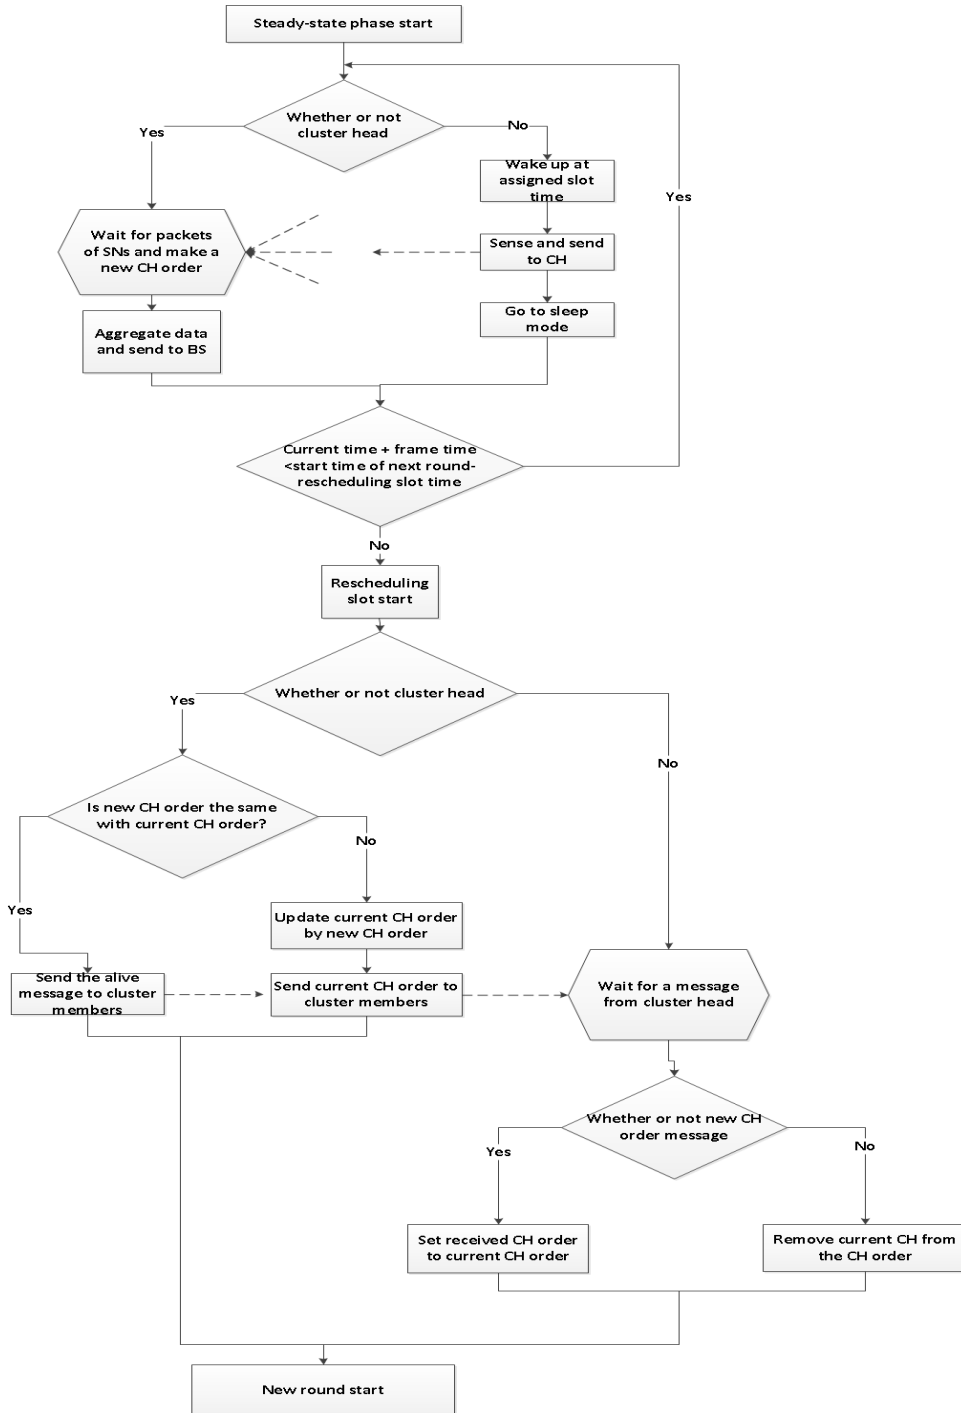 Steady-state phase start
Whether or not
cluster head
Yes
No
Wake up at
assigned slot
time
Yes
Wait for packets
of SNs and make a
new CH order
Sense and send
to CH
Aggregate data
and send to BS
Go to sleep
mode
Current time + frame time
<start time of next round-
rescheduling slot time
No
Rescheduling
slot start
Whether or not cluster head
Yes
No
Is new CH order the same
with current CH order?
No
Yes
Update current CH order
by new CH order
Send the alive
message to cluster
members
Send current CH order to
cluster members
Wait for a message
from cluster head
Whether or not new CH
order message
Yes
No
Set received CH order
to current CH order
Remove current CH from
the CH order
New round start